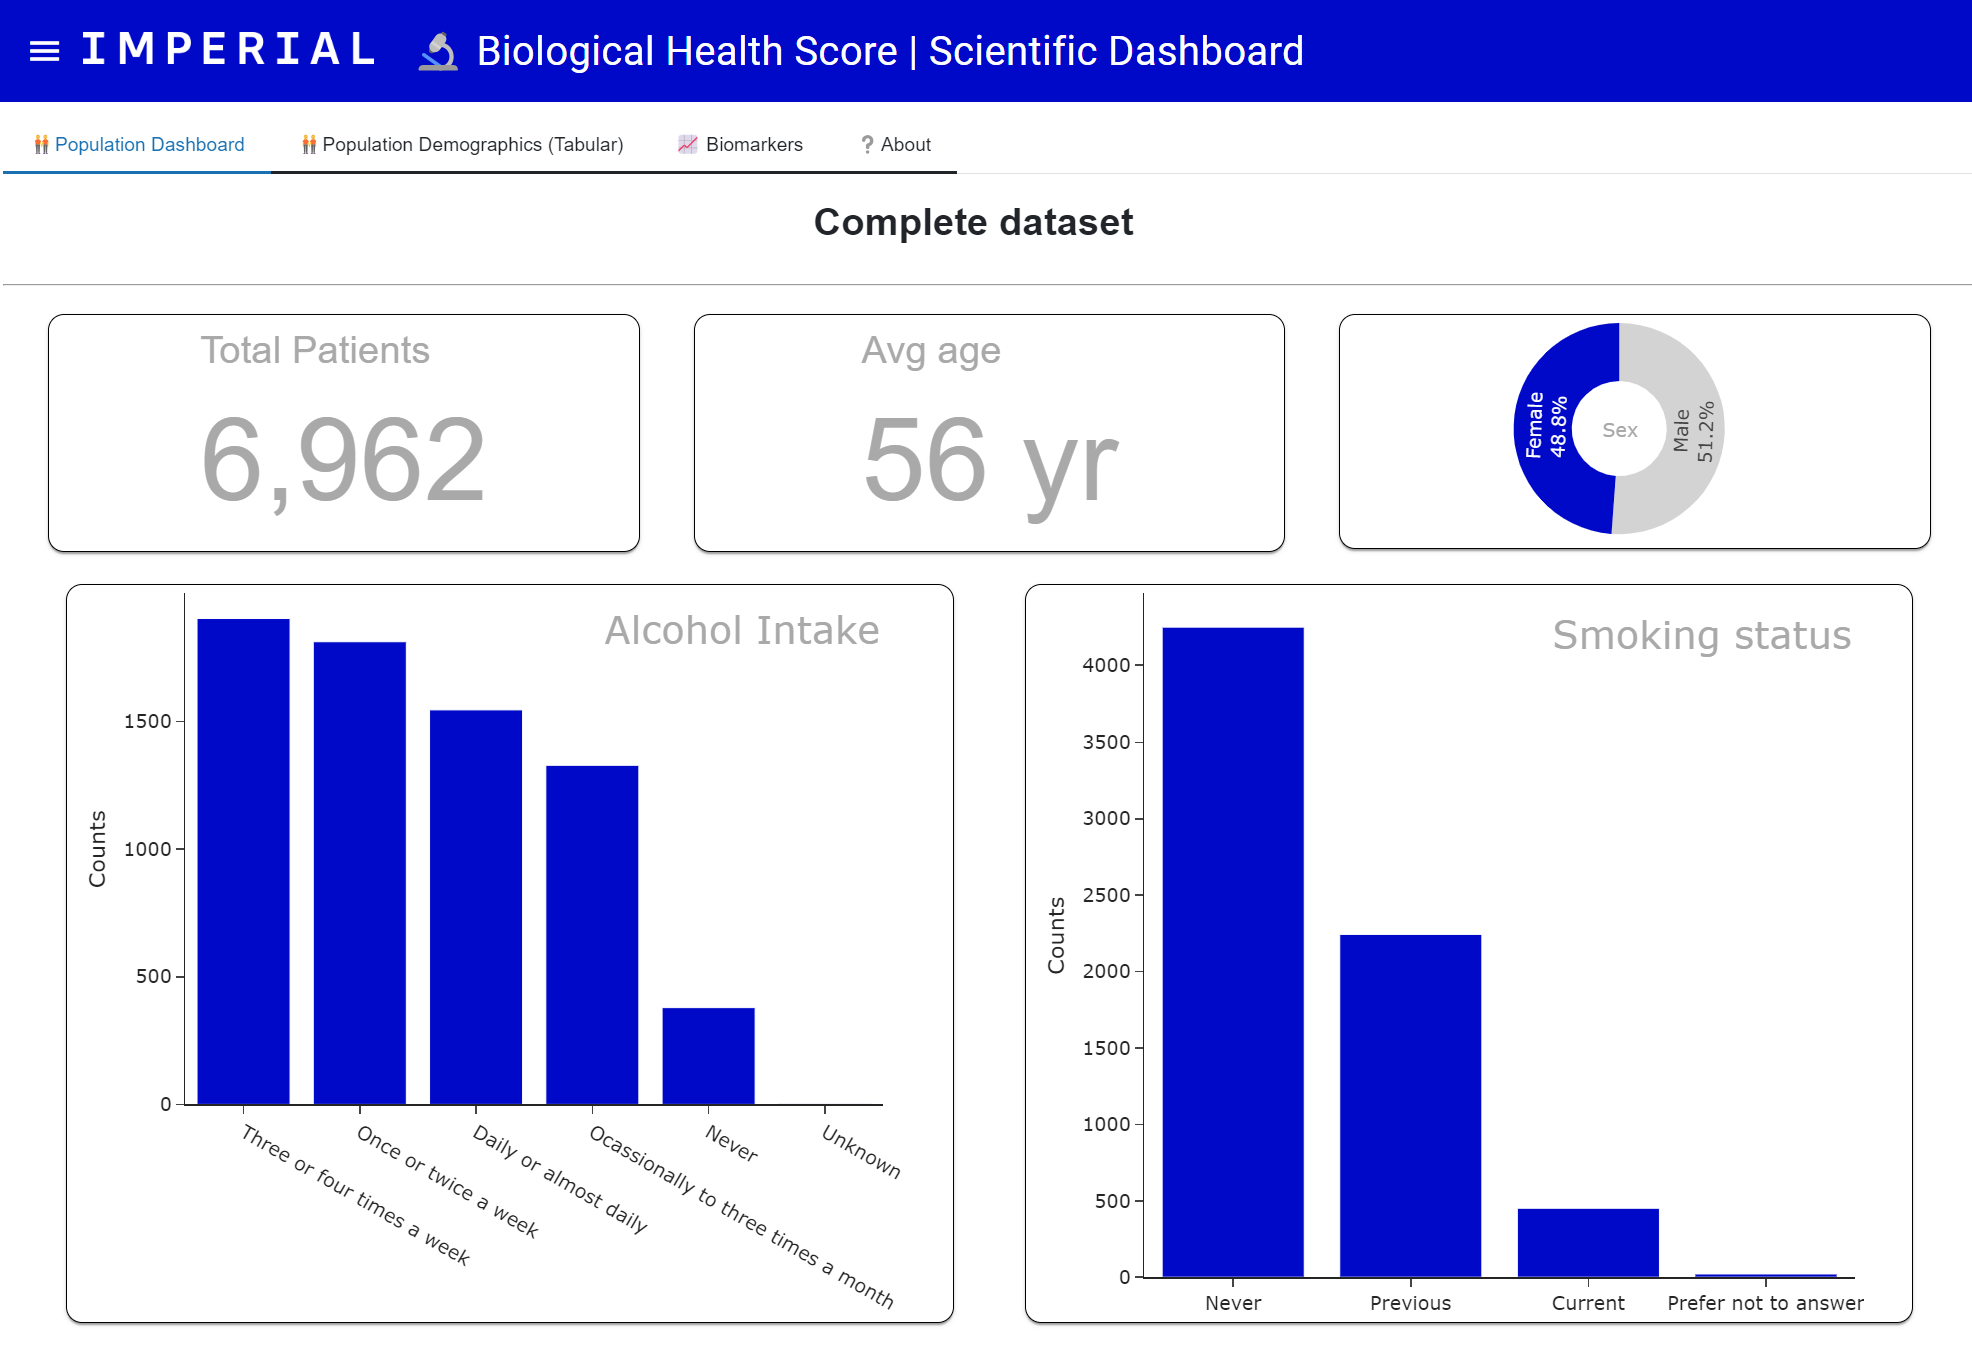 IMPERIAL
Biological Health Score | Scientific Dashboard
Population Dashboard
Population Demographics (Tabular)
Biomarkers
About
Complete dataset
Total Patients
6,962
Avg age
56 yr
Female
48.8%
Sex
Male
51.2%
Alcohol Intake
Counts
1500
1000
500
0
Three or four times a week
Once or twice a week
Daily or almost daily
Ocassionally to three times a month
Never
Unknown
Smoking status
Counts
4000
3500
3000
2500
2000
1500
1000
500
0
Never
Previous
Current
Prefer not to answer